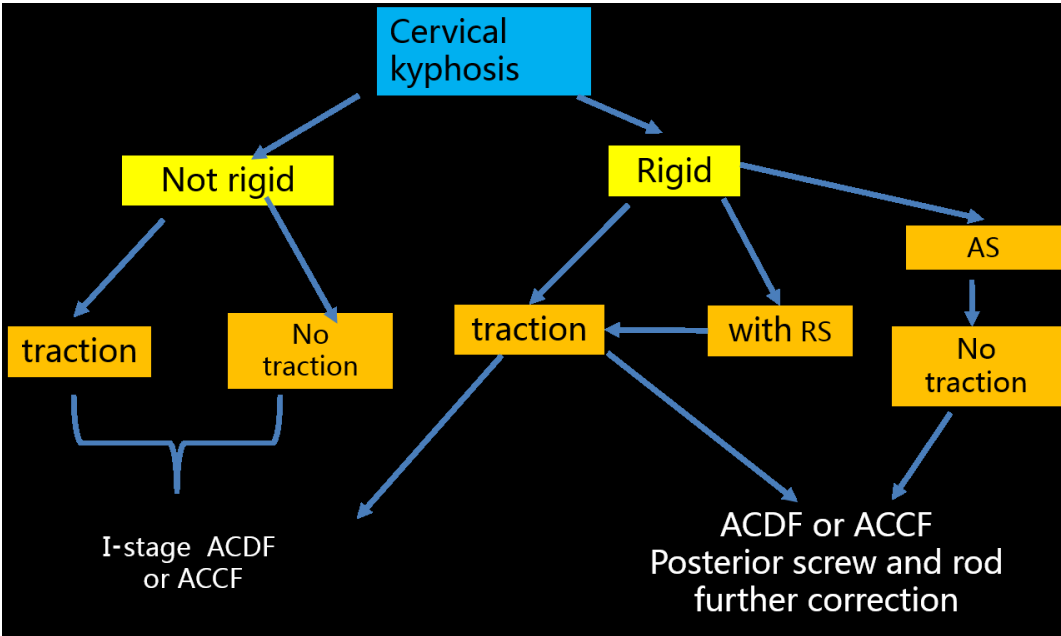 Cervical
kyphosis
Not rigid
Rigid
AS
traction
No
traction
traction
with RS
No
traction
I-stage ACDF
or ACCF
ACDF or ACCF
Posterior screw and rod
further correction